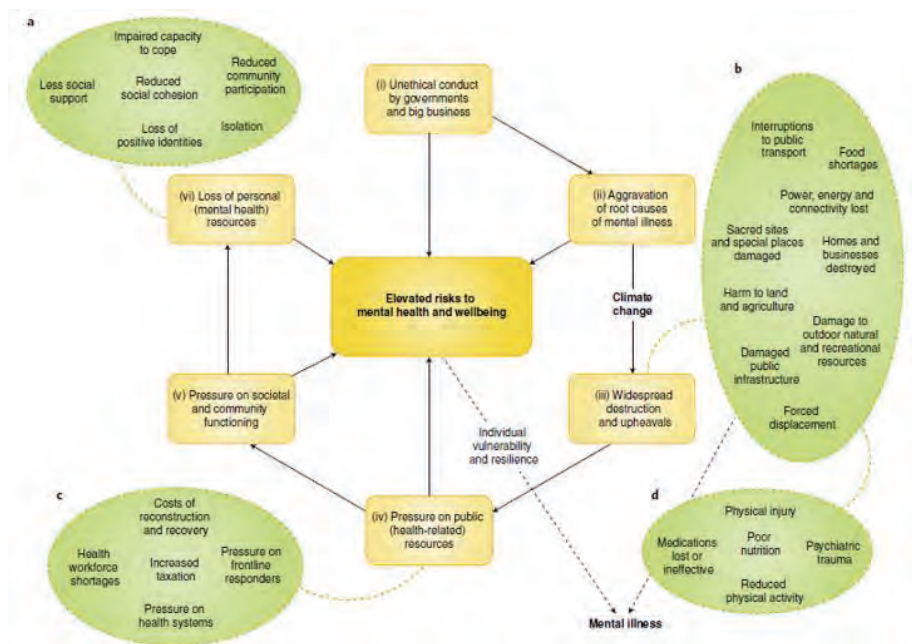 a
Impaired capacity
to cope
Less social
support
Reduced
social cohesion
Reduced
community
participation
Loss of
positive identities
Isolation
(i) Unethical conduct
by governments
and big business
b
Interruptions
to public
transport
Food
shortages
Power, energy and
connectivity lost
Sacred sites
and special places
damaged
Homes and
businesses
destroyed
Harm to land
and agriculture
Damage to
outdoor natural
and recreational
resources
Damaged
public
infrastructure
Forced
displacement
(vi) Loss of personal
(mental health)
resources
(ii) Aggravation
of root causes
of mental illness
Elevated risks to
mental health and wellbeing
Climate
change
(v) Pressure on societal
and community
functioning
(iii) Widespread
destruction
and upheavals
Individual
vulnerability
and resilience
(iv) Pressure on public
(health-related)
resources
c
Costs of
reconstruction
and recovery
Health
workforce
shortages
Increased
taxation
Pressure on
frontline
responders
Pressure on
health systems
d
Physical injury
Medications
lost or
ineffective
Poor
nutrition
Psychiatric
trauma
Reduced
physical activity
Mental illness